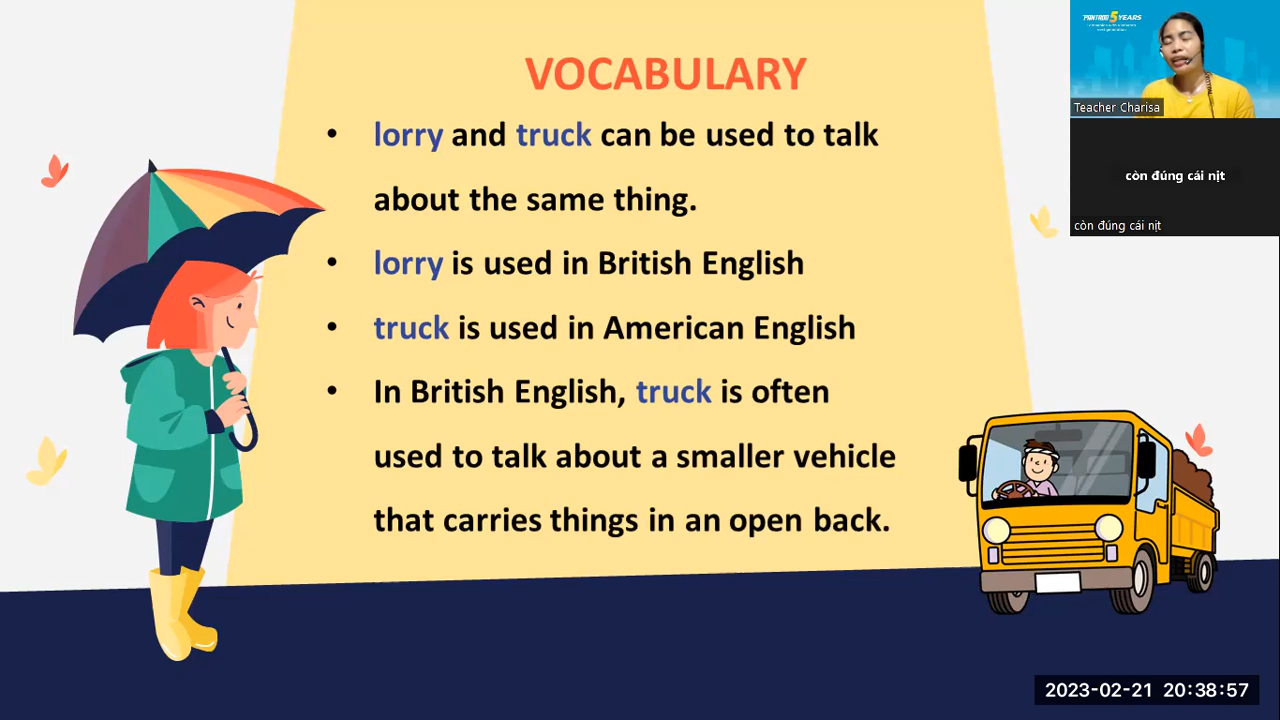 VOCABULARY
• lorry and truck can be used to talk
about the same thing.
• lorry is used in British English
• truck is used in American English
• In British English, truck is often
used to talk about a smaller vehicle
that carries things in an open back.
5 YEARS
Teacher Charisa
còn đúng cái nịt
còn đúng cái nịt
2023-02-21 20:38:57